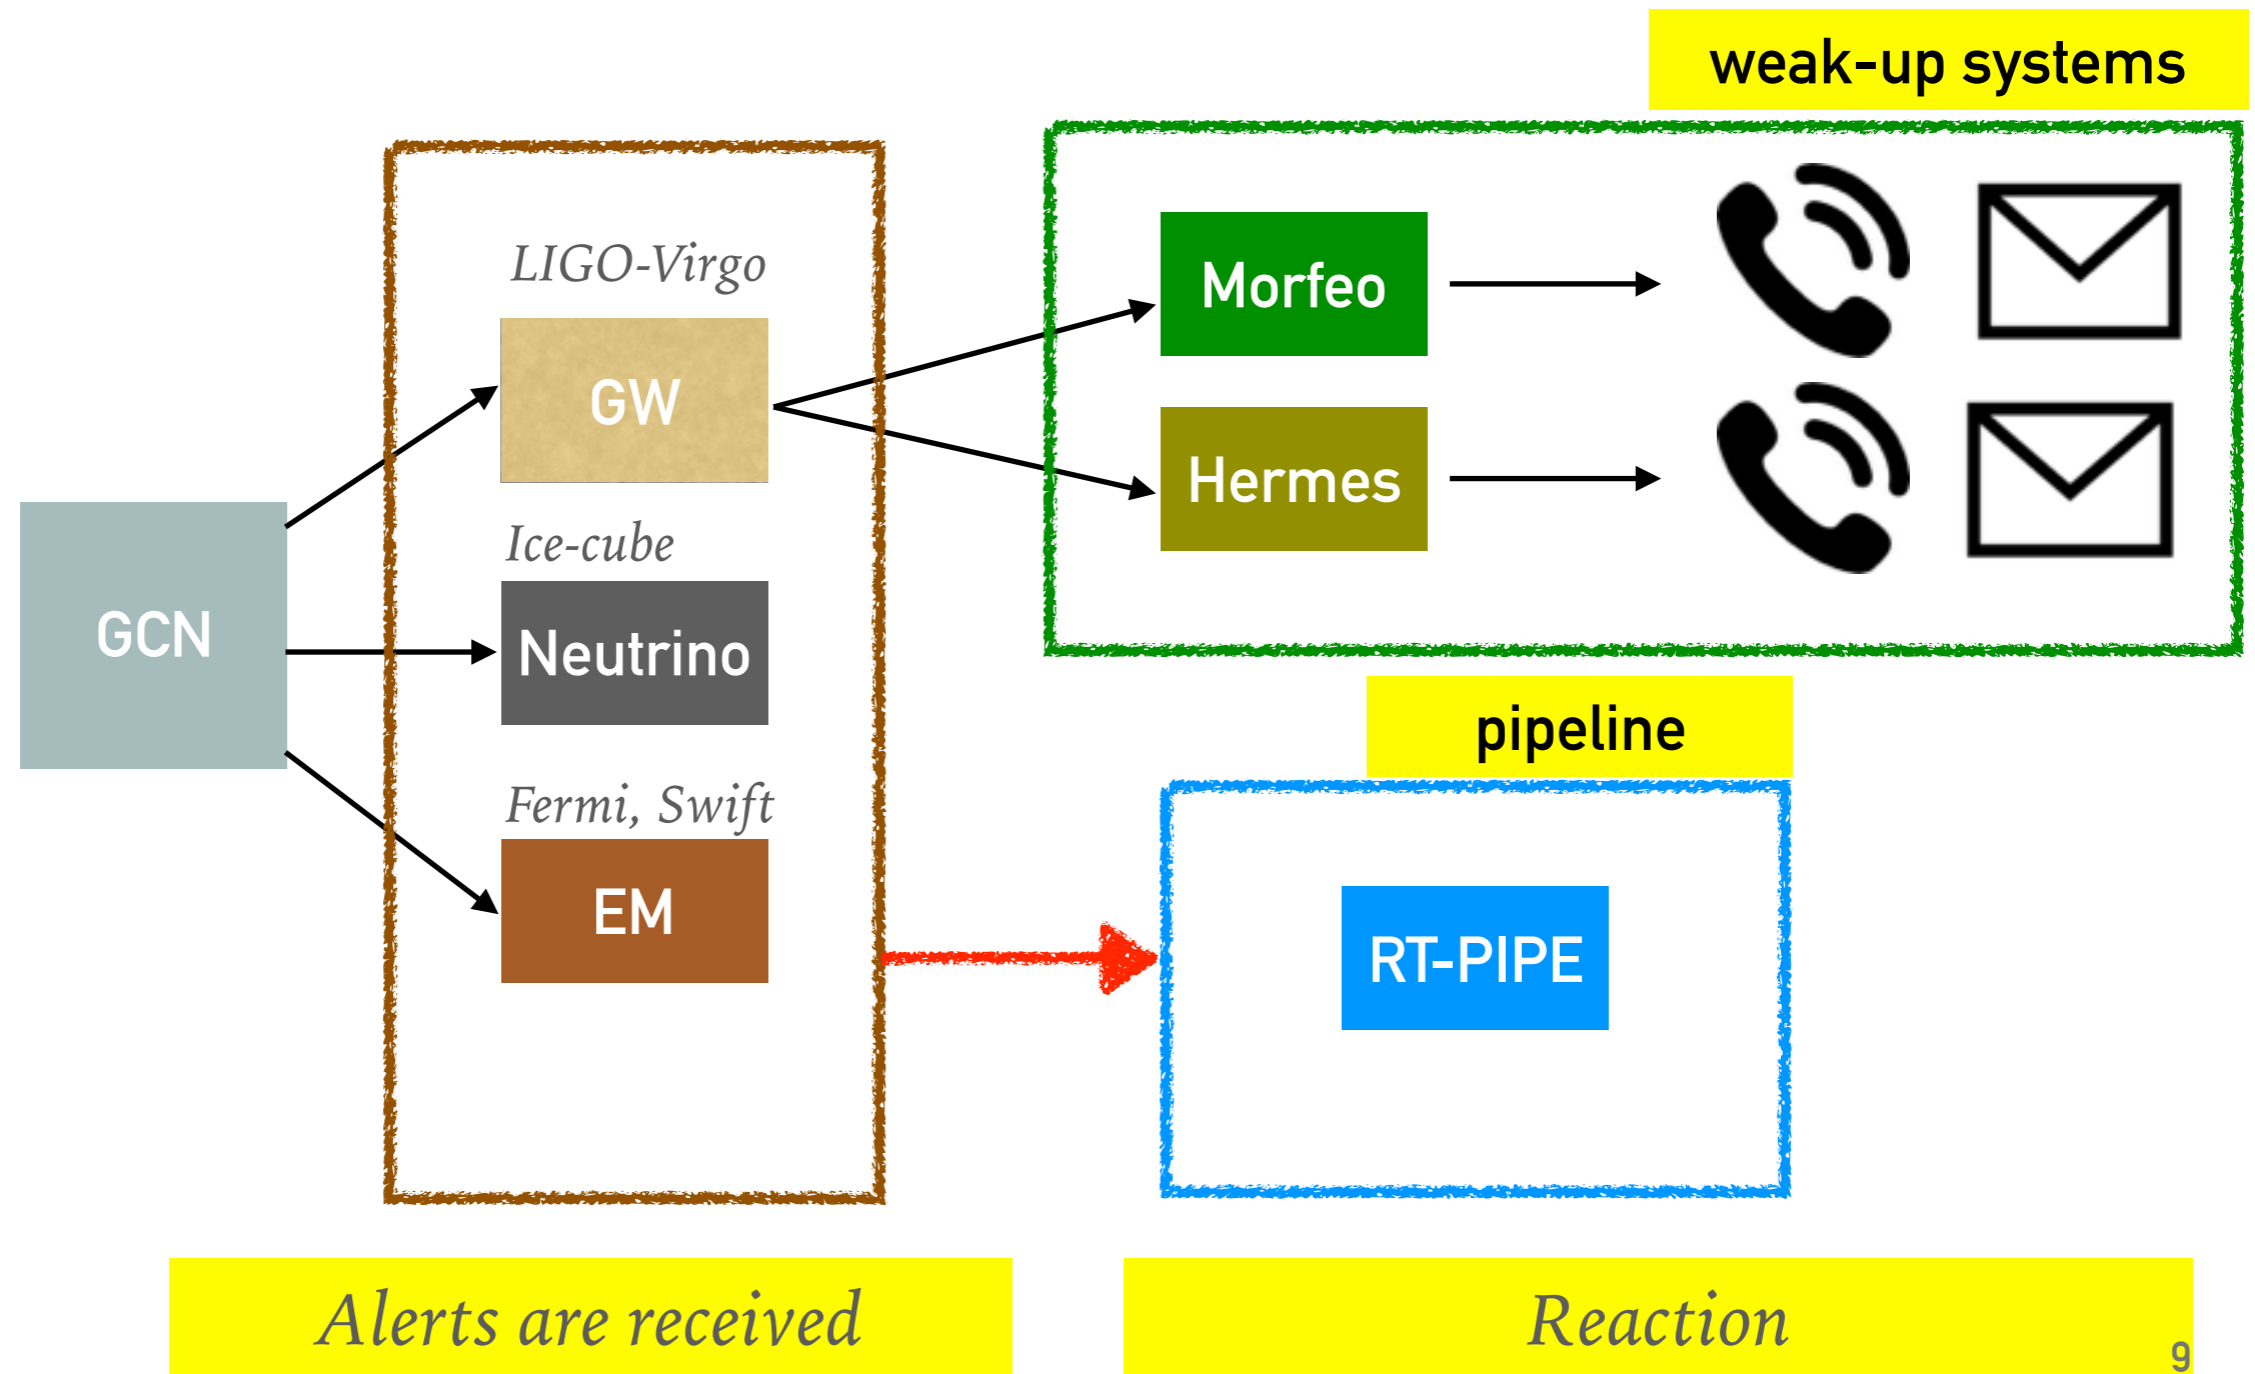 weak-up systems
LIGO-Virgo
GW
Morfeo
Hermes
GCN
Ice-cube
Neutrino
Fermi, Swift
EM
pipeline
RT-PIPE
Alerts are received
Reaction
9